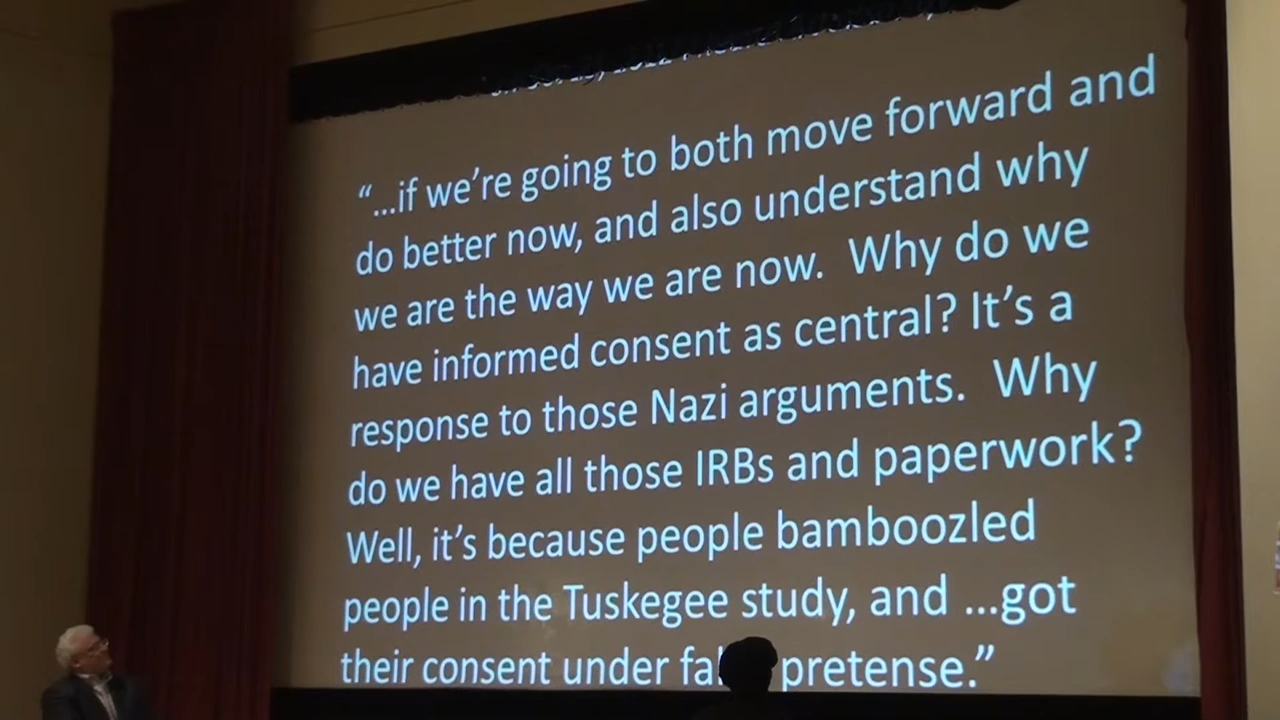 “...if we’re going to both move forward and
do better now, and also understand why
we are the way we are now.  Why do we
have informed consent as central? It’s a
response to those Nazi arguments.  Why
do we have all those IRBs and paperwork?
Well, it’s because people bamboozled
people in the Tuskegee study, and ...got
their consent under pretense.”